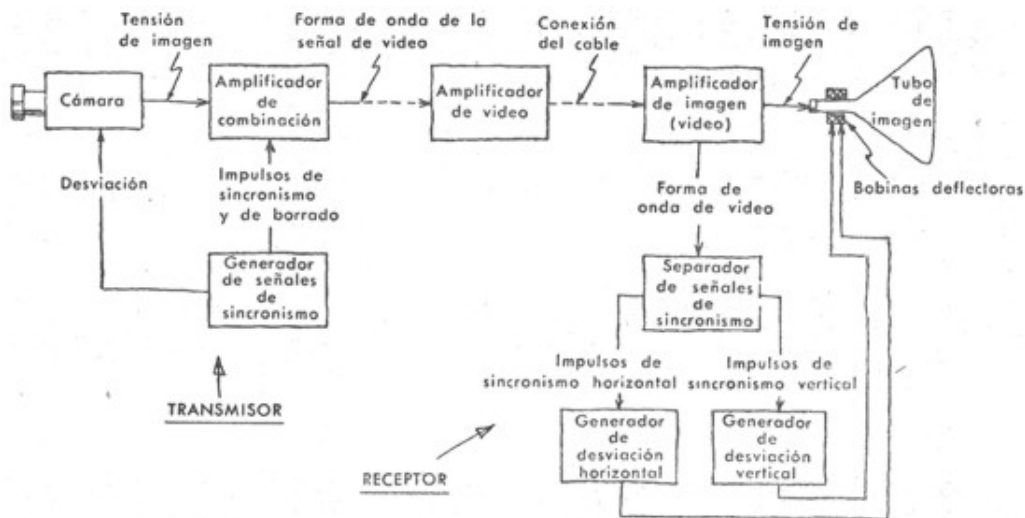 Tensión
de imagen
Forma de onda de la
señal de video
Conexión
del cable
Tensión de
imagen
Cámara
Amplificador
de
combinación
Amplificador
de video
Amplificador
de imagen
(video)
Tubo
de
imagen
Desviación
Impulsos de
sincronismo
y de borrado
Forma de
onda de video
Bobinas deflectoras
Generador
de señales
de
sincronismo
Separador
de señales
de
sincronismo
TRANSMISOR
Impulsos de
sincronismo horizontal
Impulsos de
sincronismo vertical
RECEPTOR
Generador
de
desviación
horizontal
Generador
de
desviación
vertical